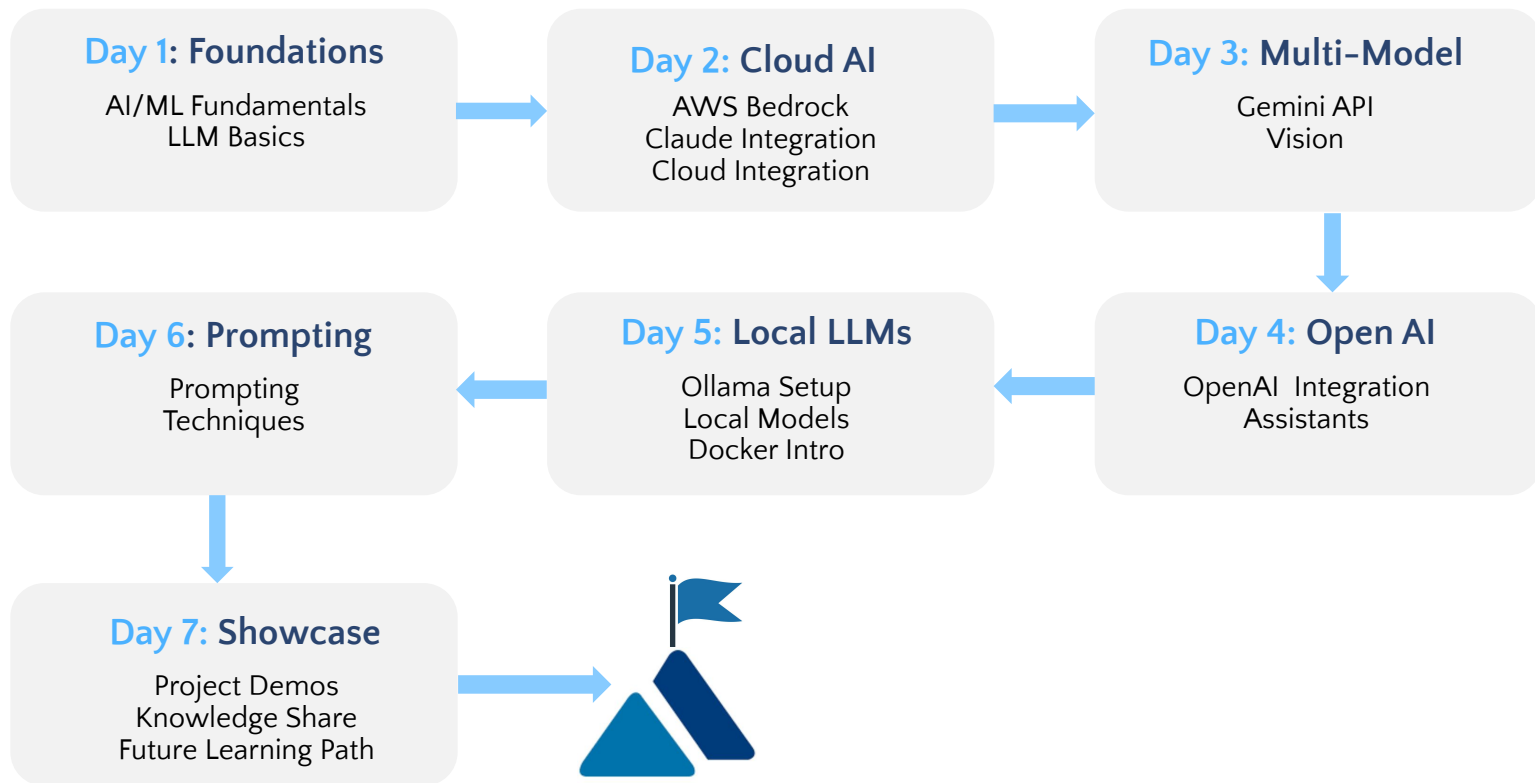 Day 1: Foundations
AI/ML Fundamentals
LLM Basics
Day 2: Cloud AI
AWS Bedrock
Claude Integration
Cloud Integration
Day 3: Multi-Model
Gemini API
Vision
Day 4: Open AI
OpenAI  Integration
Assistants
Day 5: Local LLMs
Ollama Setup
Local Models
Docker Intro
Day 6: Prompting
Prompting
Techniques
Day 7: Showcase
Project Demos
Knowledge Share
Future Learning Path